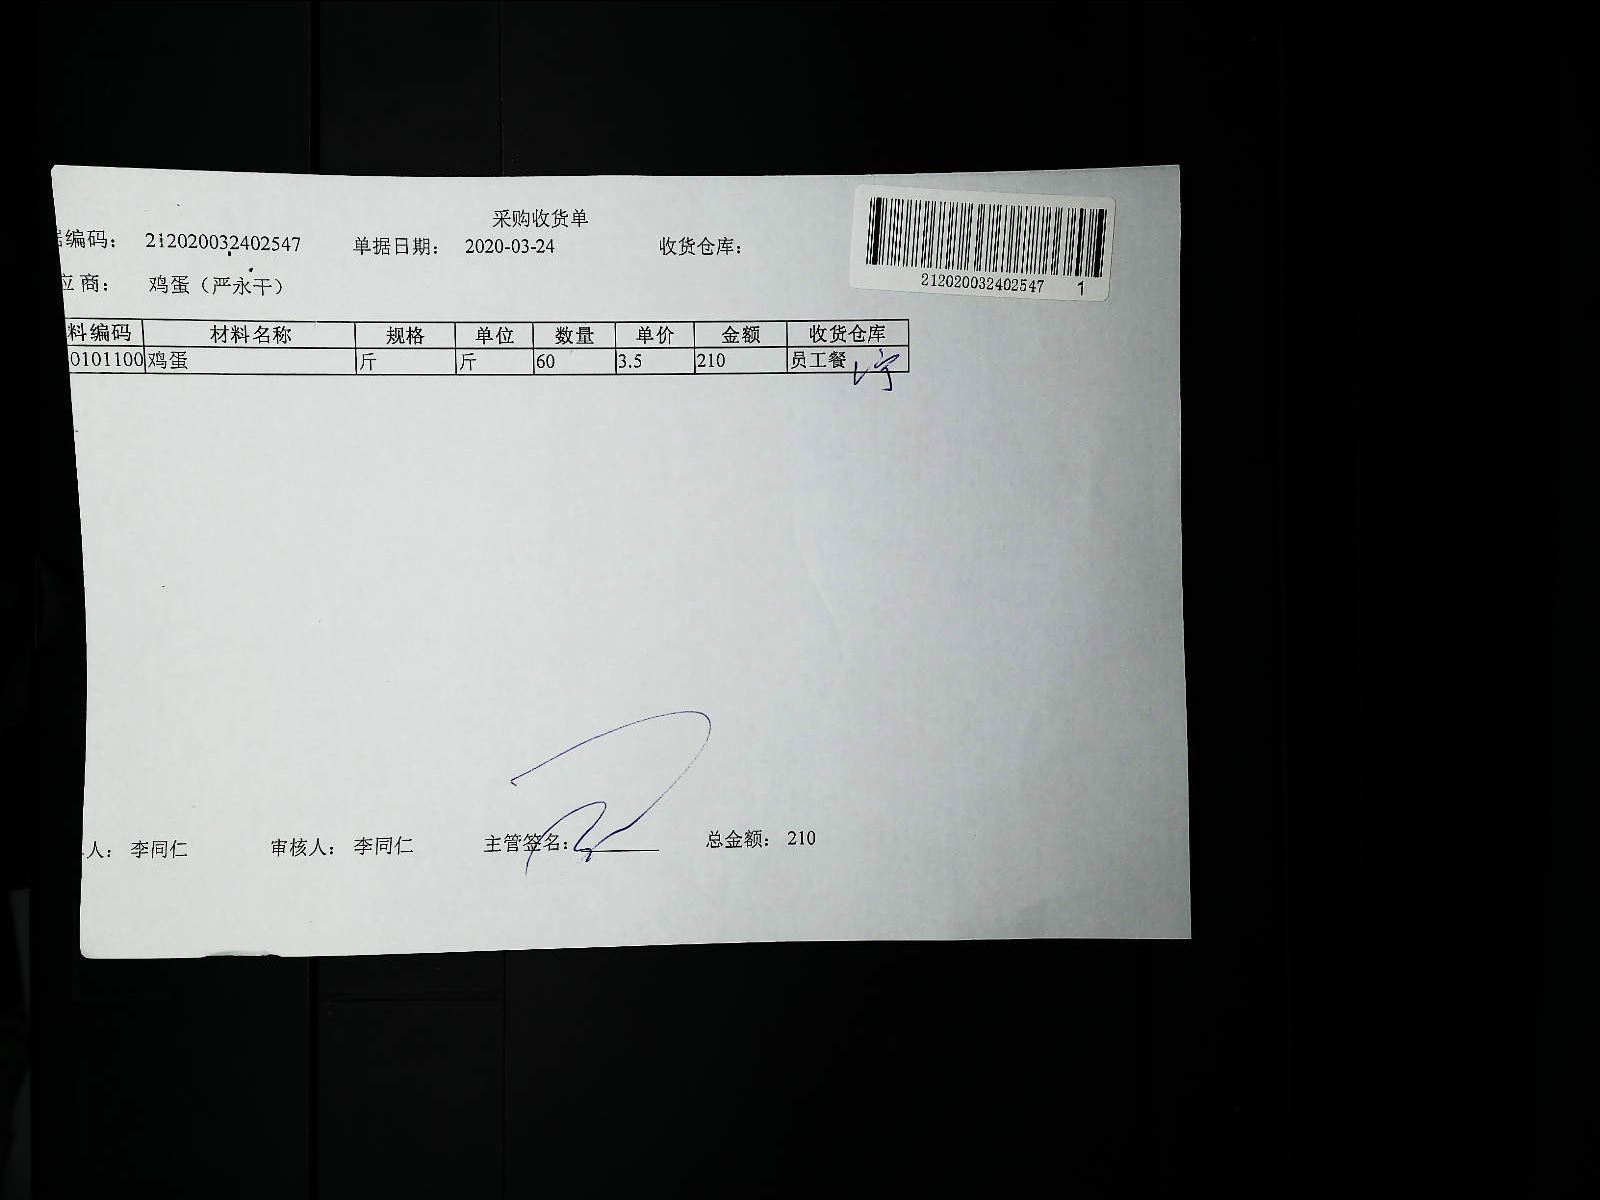 采购收货单
编码： 212020032402547 单据日期： 2020-03-24 收货仓库：
212020032402547 1
应商： 鸡蛋（严永干）
料编码 材料名称 规格 单位 数量 单价 金额 收货仓库
0101100 鸡蛋 斤 斤 60 3.5 210 员工餐
人： 李同仁 审核人： 李同仁 主管签名： 总金额： 210